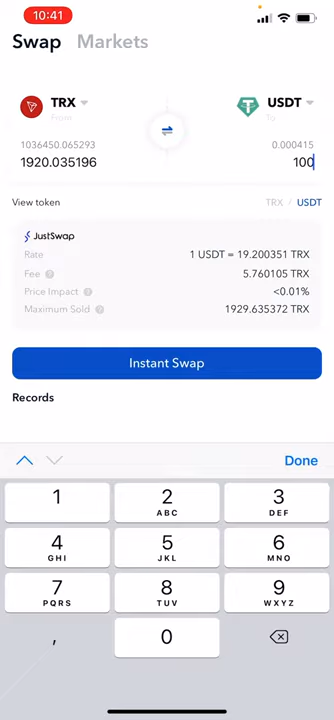 10:41
Swap Markets
TRX USDT
From To
1036450.065293 0.000415
1920.035196 100
View token TRX / USDT
JustSwap
Rate 1 USDT = 19.200351 TRX
Fee ? 5.760105 TRX
Price Impact ? <0.01%
Maximum Sold ? 1929.635372 TRX
Instant Swap
Records
Done
1 2 3
ABC DEF
4 5 6
GHI JKL MNO
7 8 9
PQRS TUV WXYZ
, 0